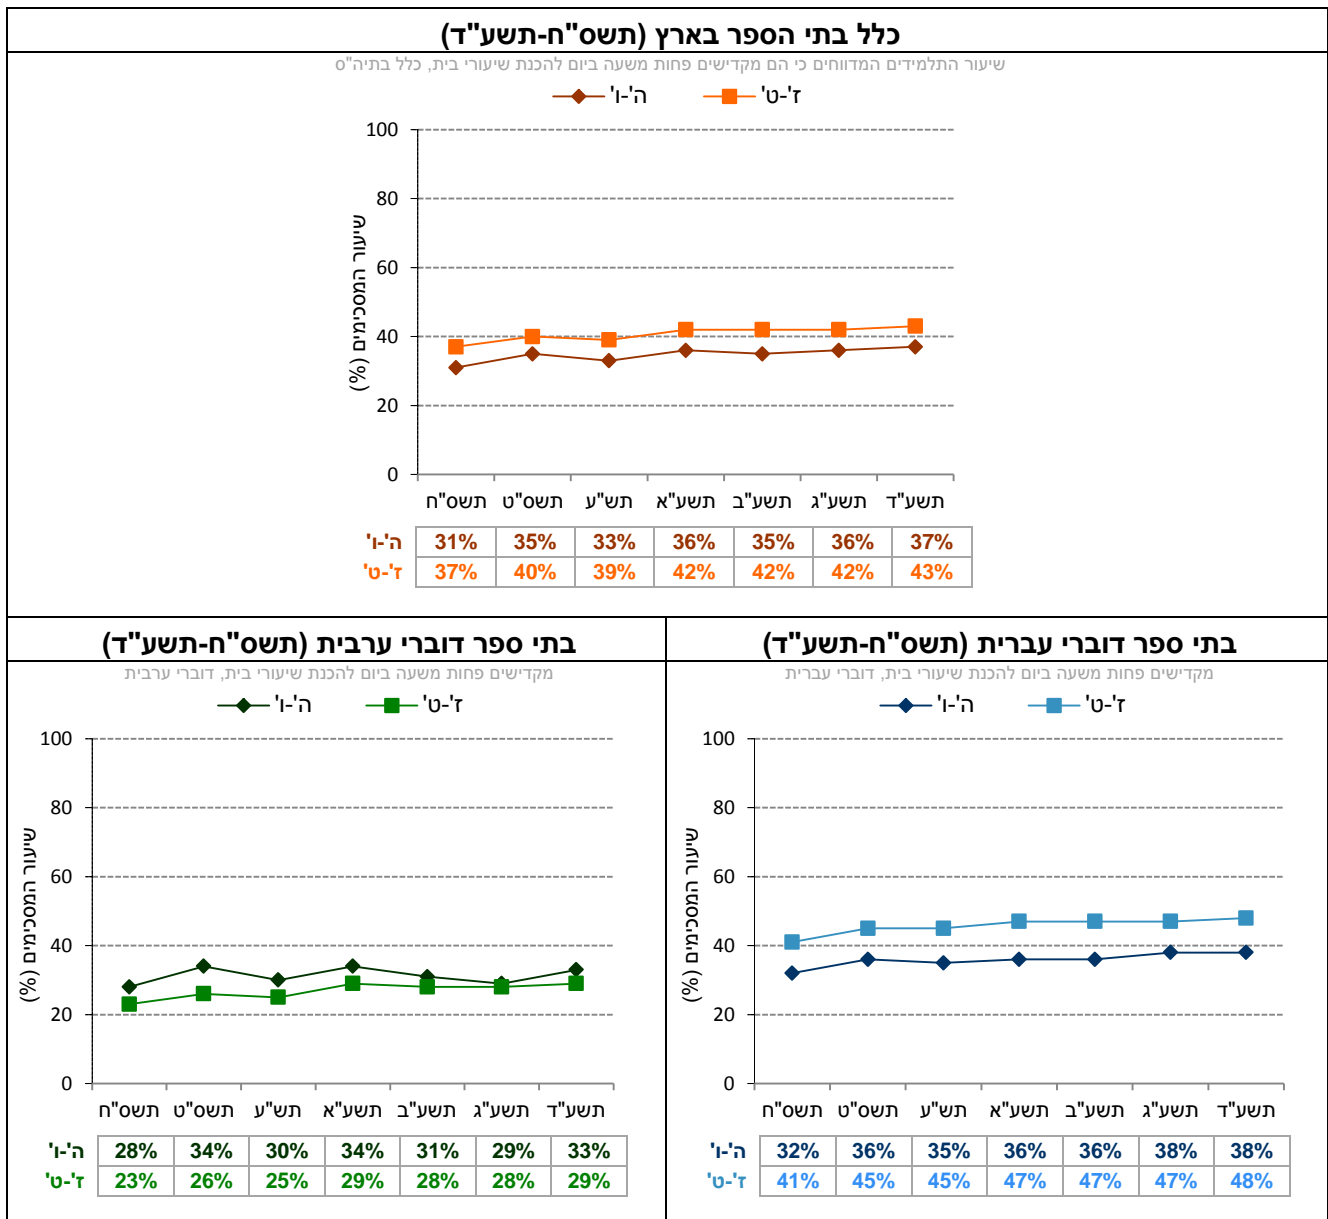 כלל בתי הספר בארץ (תשס"ח-תשע"ד)
שיעור התלמידים המדווחים כי הם מקדישים פחות משעה ביום להכנת שיעורי בית, כלל בתיה"ס
ה'-ו' ז'-ט'
שיעור המסכימים (%)
100
80
60
40
20
0
תשס"ח תשס"ט תש"ע תשע"א תשע"ב תשע"ג תשע"ד
ה'-ו' 31% 35% 33% 36% 35% 36% 37%
ז'-ט' 37% 40% 39% 42% 42% 42% 43%
בתי ספר דוברי עברית (תשס"ח-תשע"ד)
מקדישים פחות משעה ביום להכנת שיעורי בית, דוברי עברית
ה'-ו' ז'-ט'
שיעור המסכימים (%)
100
80
60
40
20
0
תשס"ח תשס"ט תש"ע תשע"א תשע"ב תשע"ג תשע"ד
ה'-ו' 32% 36% 35% 36% 36% 38% 38%
ז'-ט' 41% 45% 45% 47% 47% 47% 48%
בתי ספר דוברי ערבית (תשס"ח-תשע"ד)
מקדישים פחות משעה ביום להכנת שיעורי בית, דוברי ערבית
ה'-ו' ז'-ט'
שיעור המסכימים (%)
100
80
60
40
20
0
תשס"ח תשס"ט תש"ע תשע"א תשע"ב תשע"ג תשע"ד
ה'-ו' 28% 34% 30% 34% 31% 29% 33%
ז'-ט' 23% 26% 25% 29% 28% 28% 29%